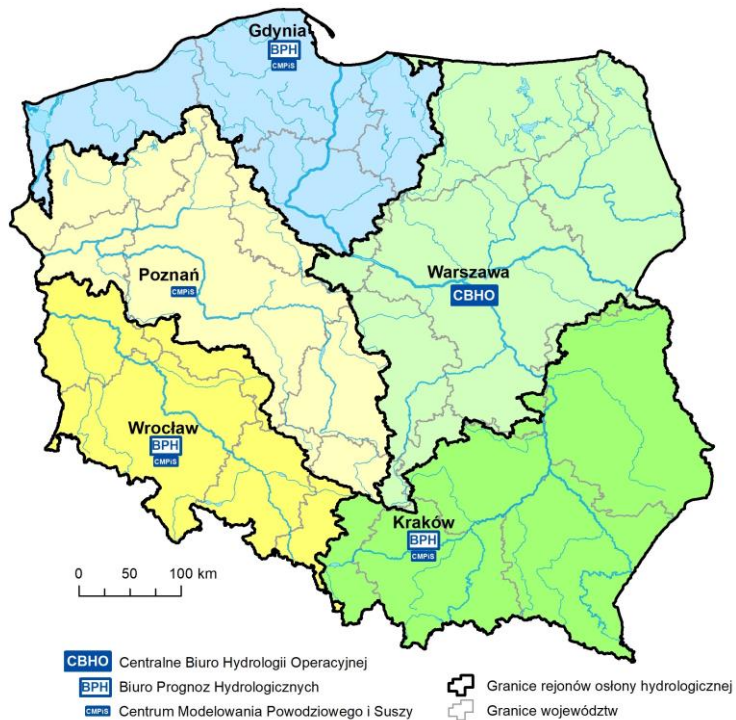 Gdynia
BPH
CMPiS
Poznań
CMPiS
Warszawa
CBHO
Wrocław
BPH
CMPiS
Kraków
BPH
CMPiS
0 50 100 km
CBHO Centralne Biuro Hydrologii Operacyjnej
BPH Biuro Prognoz Hydrologicznych
CMPiS Centrum Modelowania Powodziowego i Suszy
Granice rejonów osłony hydrologicznej
Granice województw